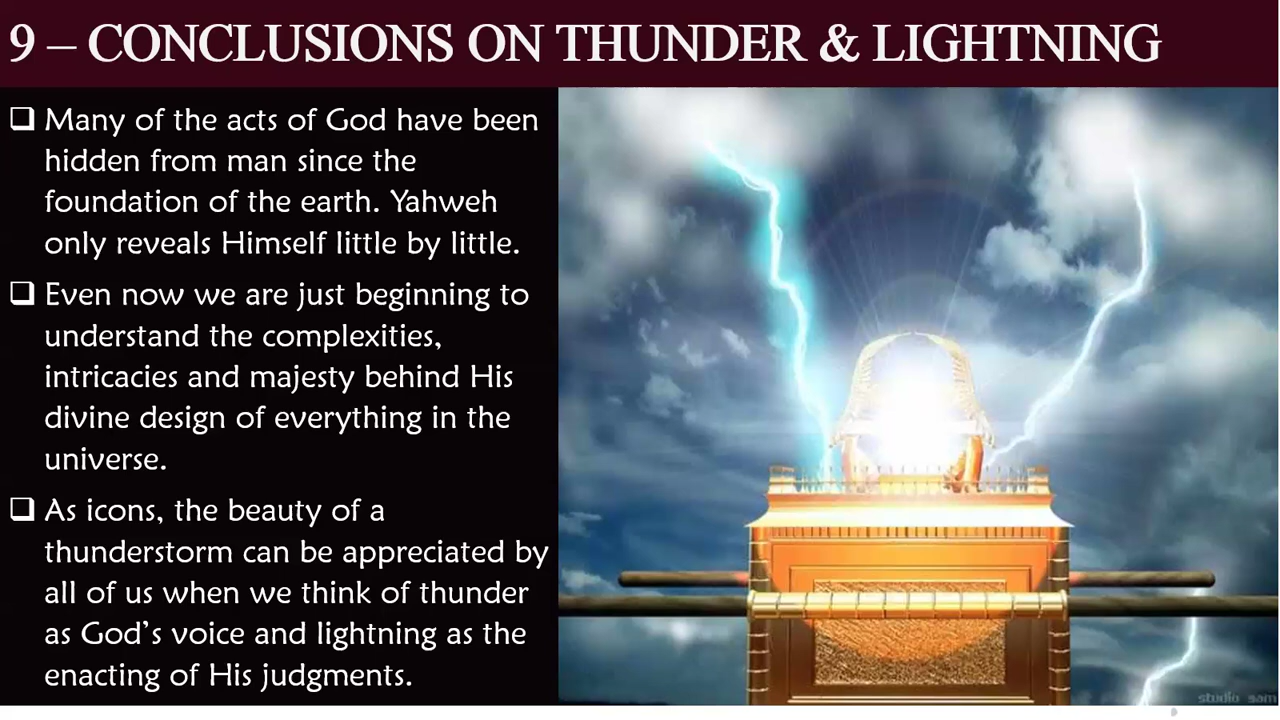 9 – CONCLUSIONS ON THUNDER & LIGHTNING
❑ Many of the acts of God have been
hidden from man since the
foundation of the earth. Yahweh
only reveals Himself little by little.
❑ Even now we are just beginning to
understand the complexities,
intricacies and majesty behind His
divine design of everything in the
universe.
❑ As icons, the beauty of a
thunderstorm can be appreciated by
all of us when we think of thunder
as God’s voice and lightning as the
enacting of His judgments.
studio